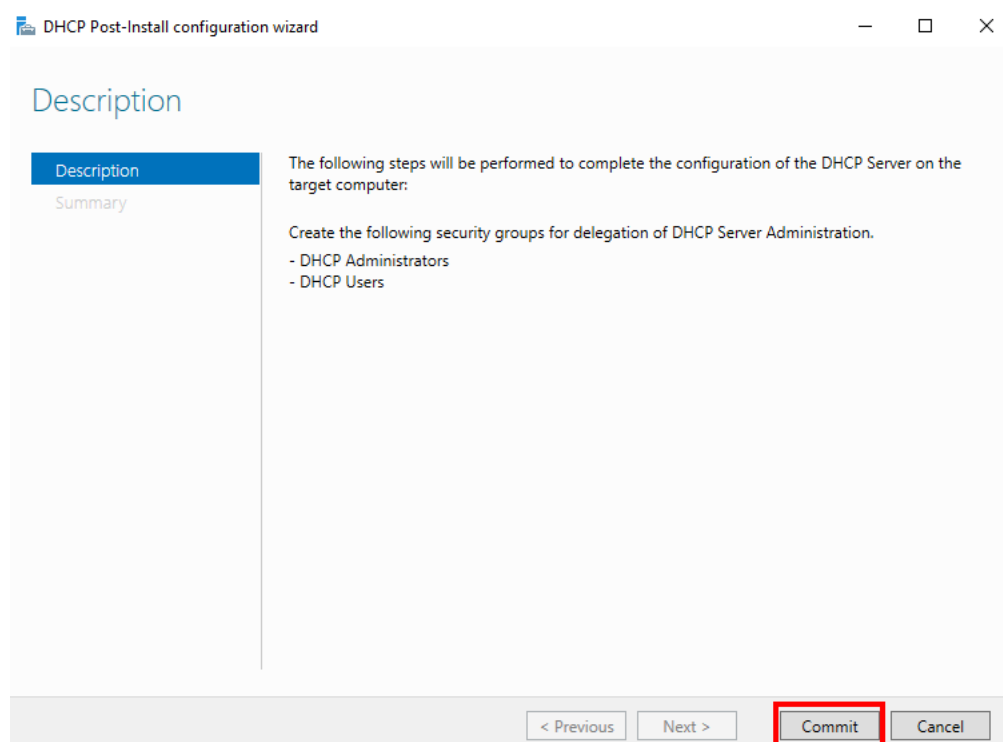 DHCP Post-Install configuration wizard
Description
Description
Summary
The following steps will be performed to complete the configuration of the DHCP Server on the
target computer:
Create the following security groups for delegation of DHCP Server Administration.
- DHCP Administrators
- DHCP Users
< Previous
Next >
Commit
Cancel